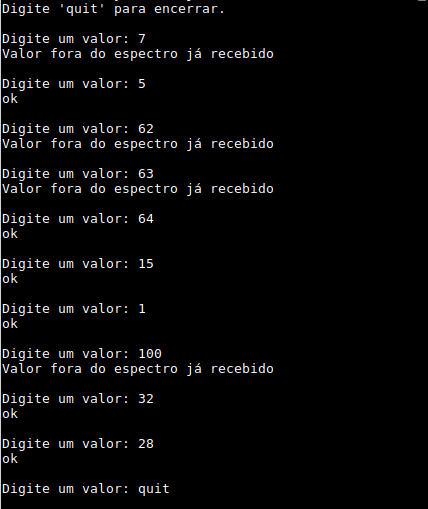 Digite 'quit' para encerrar.
Digite um valor: 7
Valor fora do espectro já recebido
Digite um valor: 5
ok
Digite um valor: 62
Valor fora do espectro já recebido
Digite um valor: 63
Valor fora do espectro já recebido
Digite um valor: 64
ok
Digite um valor: 15
ok
Digite um valor: 1
ok
Digite um valor: 100
Valor fora do espectro já recebido
Digite um valor: 32
ok
Digite um valor: 28
ok
Digite um valor: quit